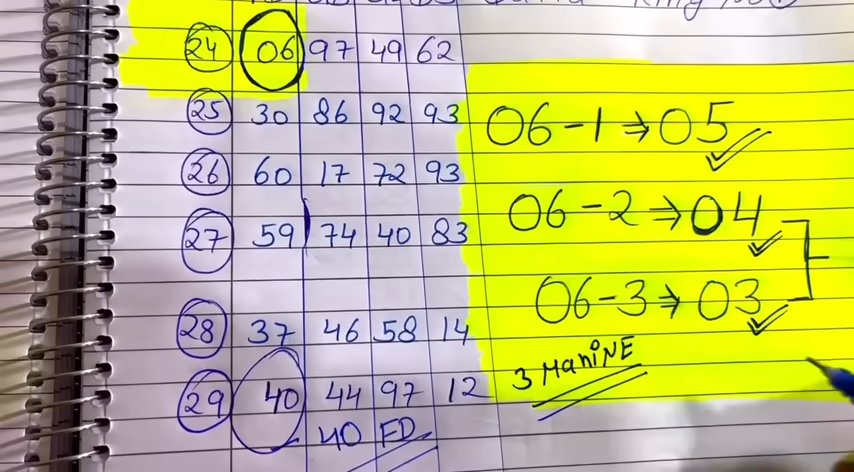 24 06 97 49 62
25 30 86 92 93
26 60 17 72 93
27 59 74 40 83
28 37 46 58 14
29 40 44 97 12
40 FD
06-1⇒05
06-2⇒04
06-3⇒03
3 MaNiNE